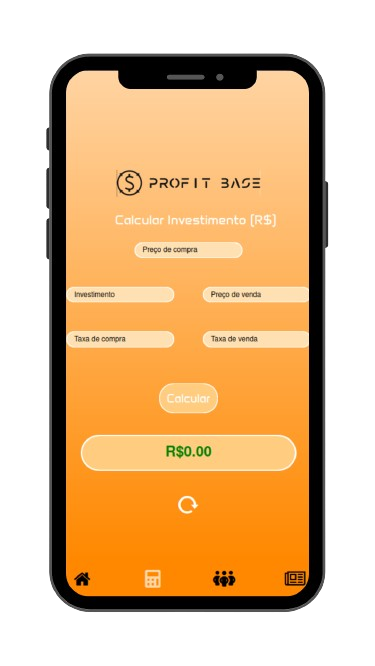 PROFIT BASE
Calcular Investimento (R$)
Preço de compra
Investimento
Preço de venda
Taxa de compra
Taxa de venda
Calcular
R$0.00